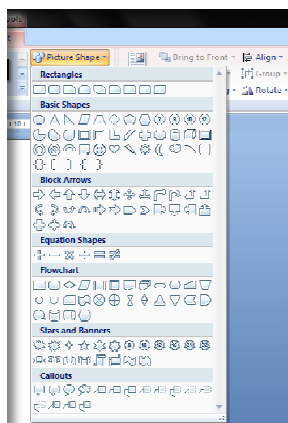 ools
Picture Shape
Bring to Front
Align
Group
Rotate
Rectangles
Basic Shapes
Block Arrows
Equation Shapes
Flowchart
Stars and Banners
Callouts